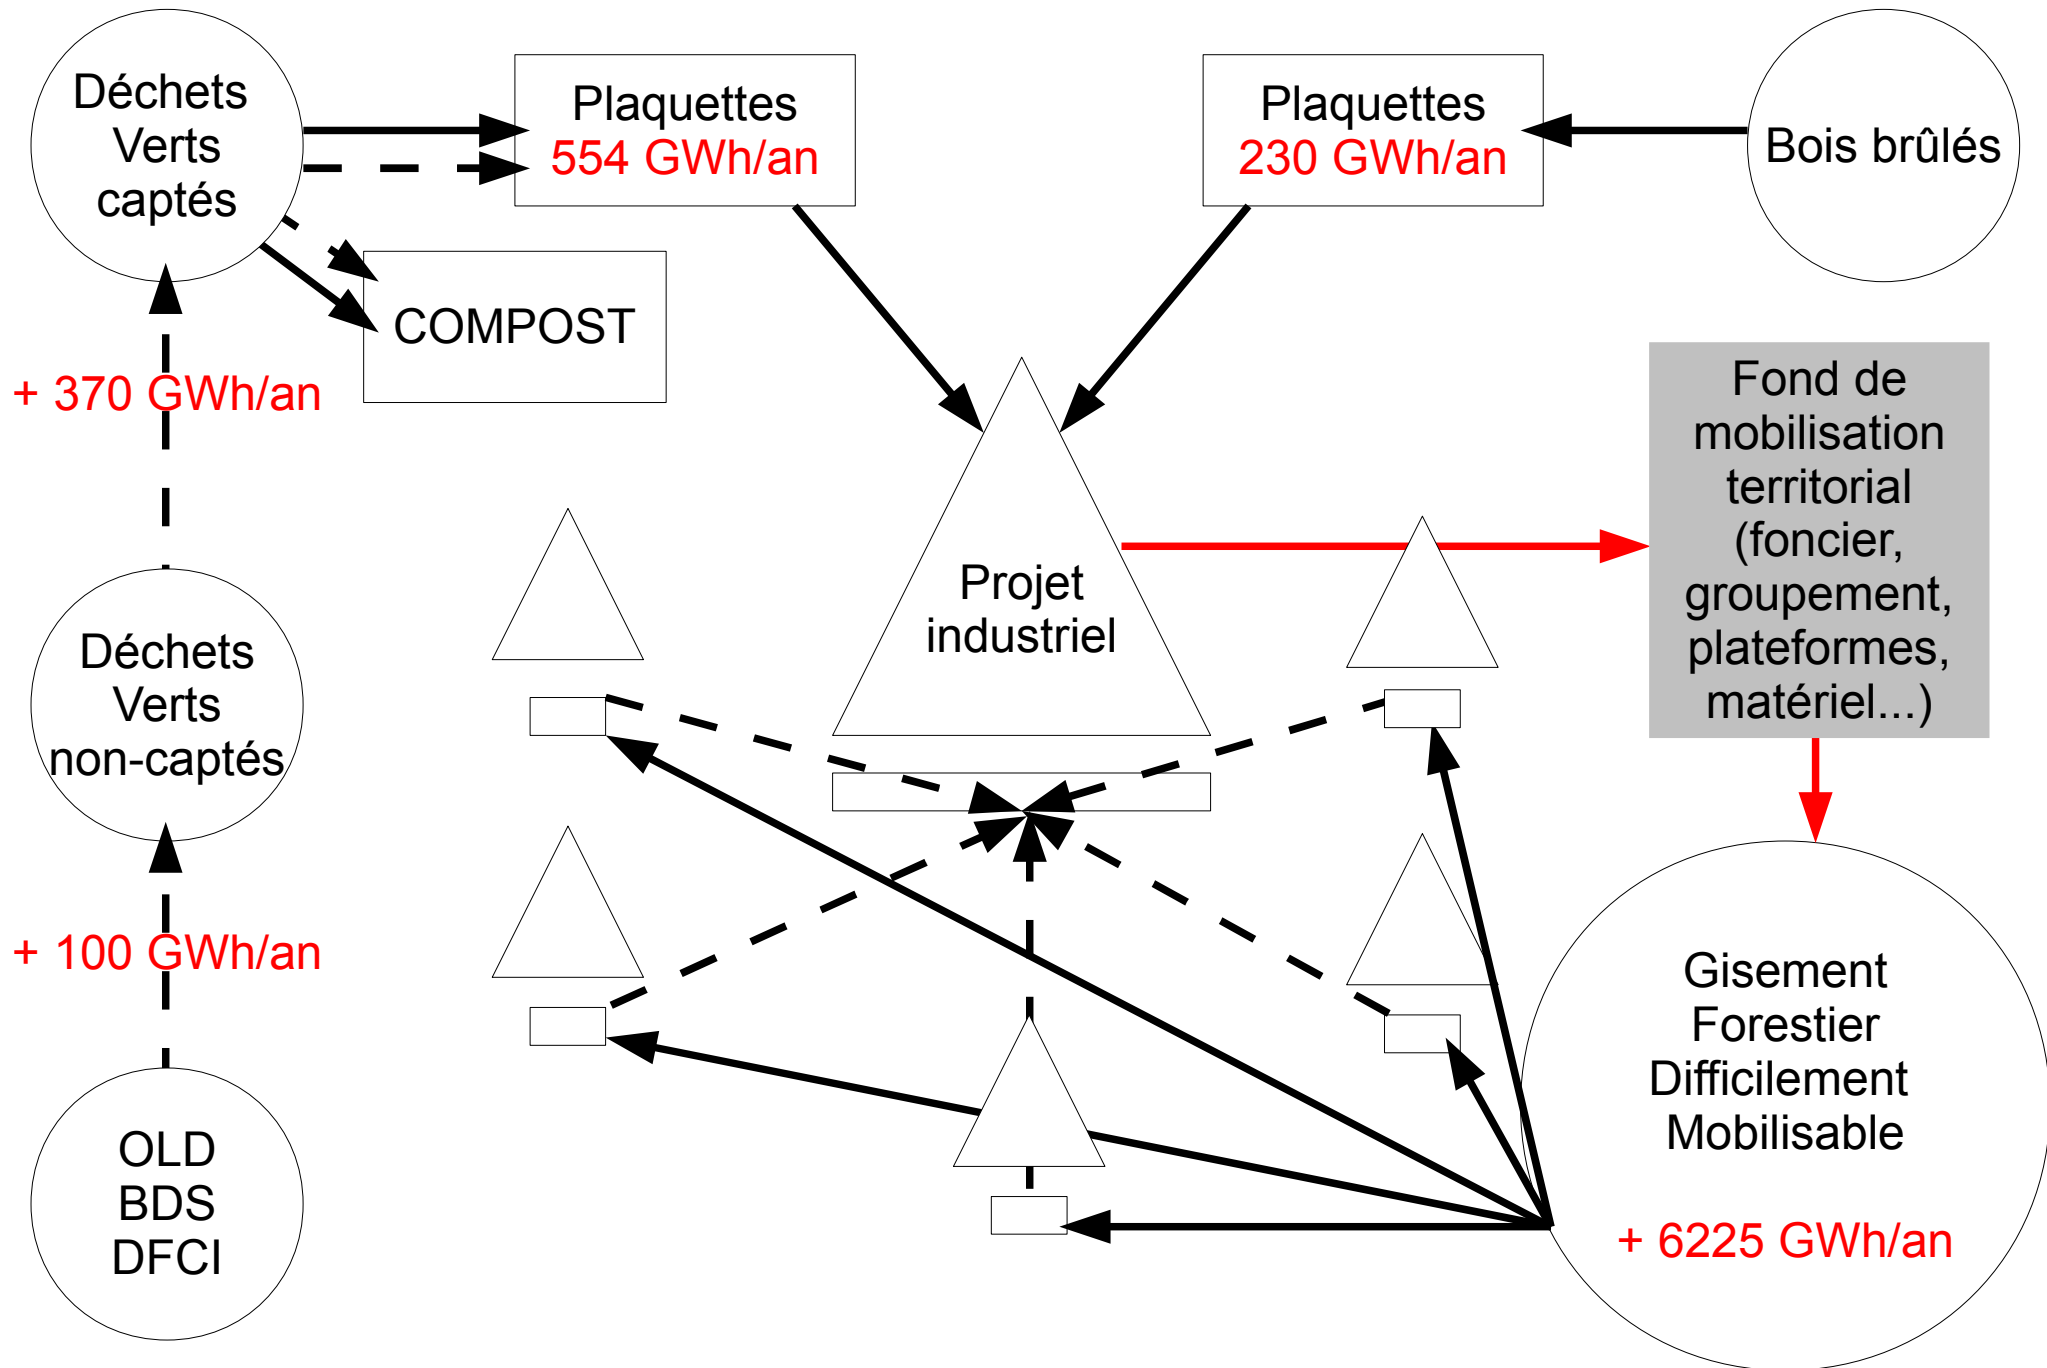 Déchets
Verts
captés
Plaquettes
554 GWh/an
Plaquettes
230 GWh/an
Bois brûlés
COMPOST
+ 370 GWh/an
Fond de
mobilisation
territorial
(foncier,
groupement,
plateformes,
matériel...)
Projet
industriel
Déchets
Verts
non-captés
+ 100 GWh/an
Gisement
Forestier
Difficilement
Mobilisable
+ 6225 GWh/an
OLD
BDS
DFCI